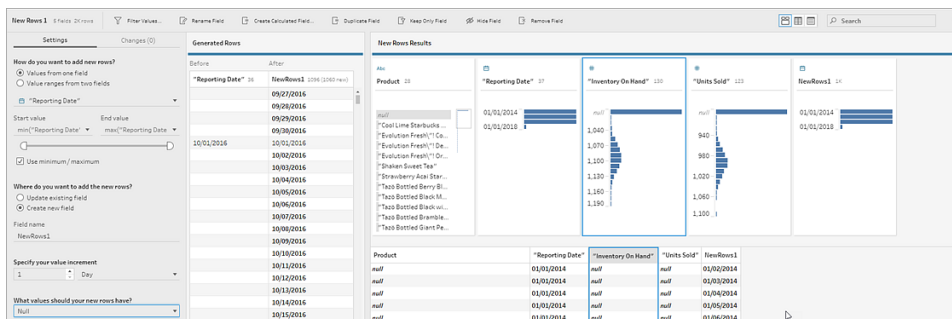 New Rows 1 5 fields 2K rows Filter Values... Rename Field Create Calculated Field... Duplicate Field Keep Only Field Hide Field Remove Field Search
Settings Changes (0)
How do you want to add new rows?
Values from one field
Value ranges from two fields
"Reporting Date"
Start value End value
min("Reporting Date' max("Reporting Date
Use minimum / maximum
Where do you want to add the new rows?
Update existing field
Create new field
Field name
NewRows1
Specify your value increment
1 Day
What values should your new rows have?
Null
Generated Rows
Before After
"Reporting Date" 36 NewRows1 1096 (1060 new)
09/27/2016
09/28/2016
09/29/2016
09/30/2016
10/01/2016 10/01/2016
10/02/2016
10/03/2016
10/04/2016
10/05/2016
10/06/2016
10/07/2016
10/08/2016
10/09/2016
10/10/2016
10/11/2016
10/12/2016
10/13/2016
10/14/2016
10/15/2016
New Rows Results
Abc
Product 28
null
"Cool Lime Starbucks ...
"Evolution Fresh\"! Co...
"Evolution Fresh\"! De...
"Evolution Fresh\"! Or...
"Shaken Sweet Tea"
"Strawberry Acai Star...
"Tazo Bottled Berry Bl...
"Tazo Bottled Black M...
"Tazo Bottled Black wi...
"Tazo Bottled Bramble...
"Tazo Bottled Giant Pe...
"Reporting Date" 37
01/01/2014
01/01/2018
"Inventory On Hand" 130
null
1,040
1,070
1,100
1,130
1,160
1,190
"Units Sold" 123
null
940
980
1,020
1,060
1,100
NewRows1 1K
01/01/2014
01/01/2018
Product "Reporting Date" "Inventory On Hand" "Units Sold" NewRows1
null 01/01/2014 null null 01/02/2014
null 01/01/2014 null null 01/03/2014
null 01/01/2014 null null 01/04/2014
null 01/01/2014 null null 01/05/2014
null 01/01/2014 null null 01/06/2014